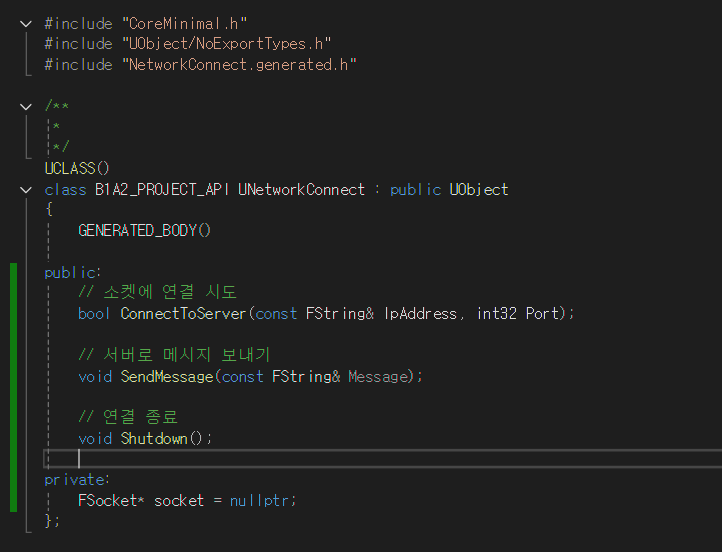 #include "CoreMinimal.h"
#include "UObject/NoExportTypes.h"
#include "NetworkConnect.generated.h"
/**
*
*/
UCLASS()
class B1A2_PROJECT_API UNetworkConnect : public UObject
{
GENERATED_BODY()
public:
// 소켓에 연결 시도
bool ConnectToServer(const FString& IpAddress, int32 Port);
// 서버로 메시지 보내기
void SendMessage(const FString& Message);
// 연결 종료
void Shutdown();
private:
FSocket* socket = nullptr;
};